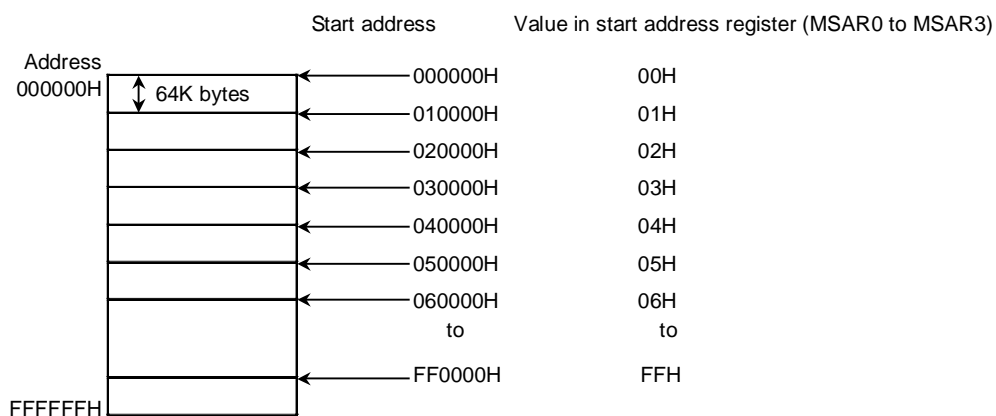 Start address Value in start address register (MSAR0 to MSAR3)
Address
000000H
64K bytes
000000H 00H
010000H 01H
020000H 02H
030000H 03H
040000H 04H
050000H 05H
060000H 06H
to to
FF0000H FFH
FFFFFFH